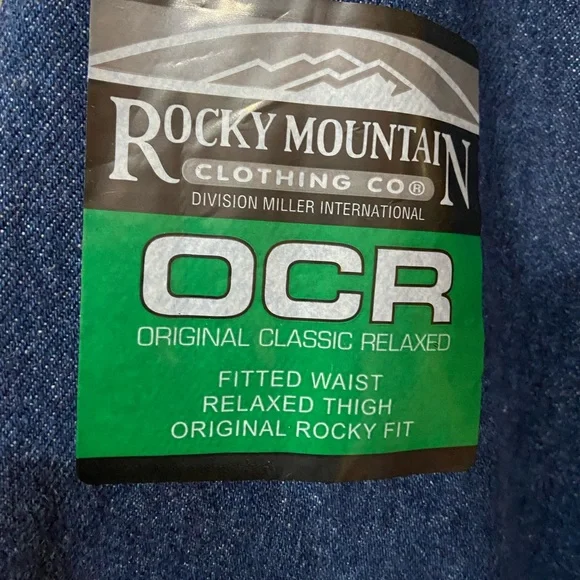 ROCKY MOUNTAIN
CLOTHING CO®
DIVISION MILLER INTERNATIONAL
OCR
ORIGINAL CLASSIC RELAXED
FITTED WAIST
RELAXED THIGH
ORIGINAL ROCKY FIT